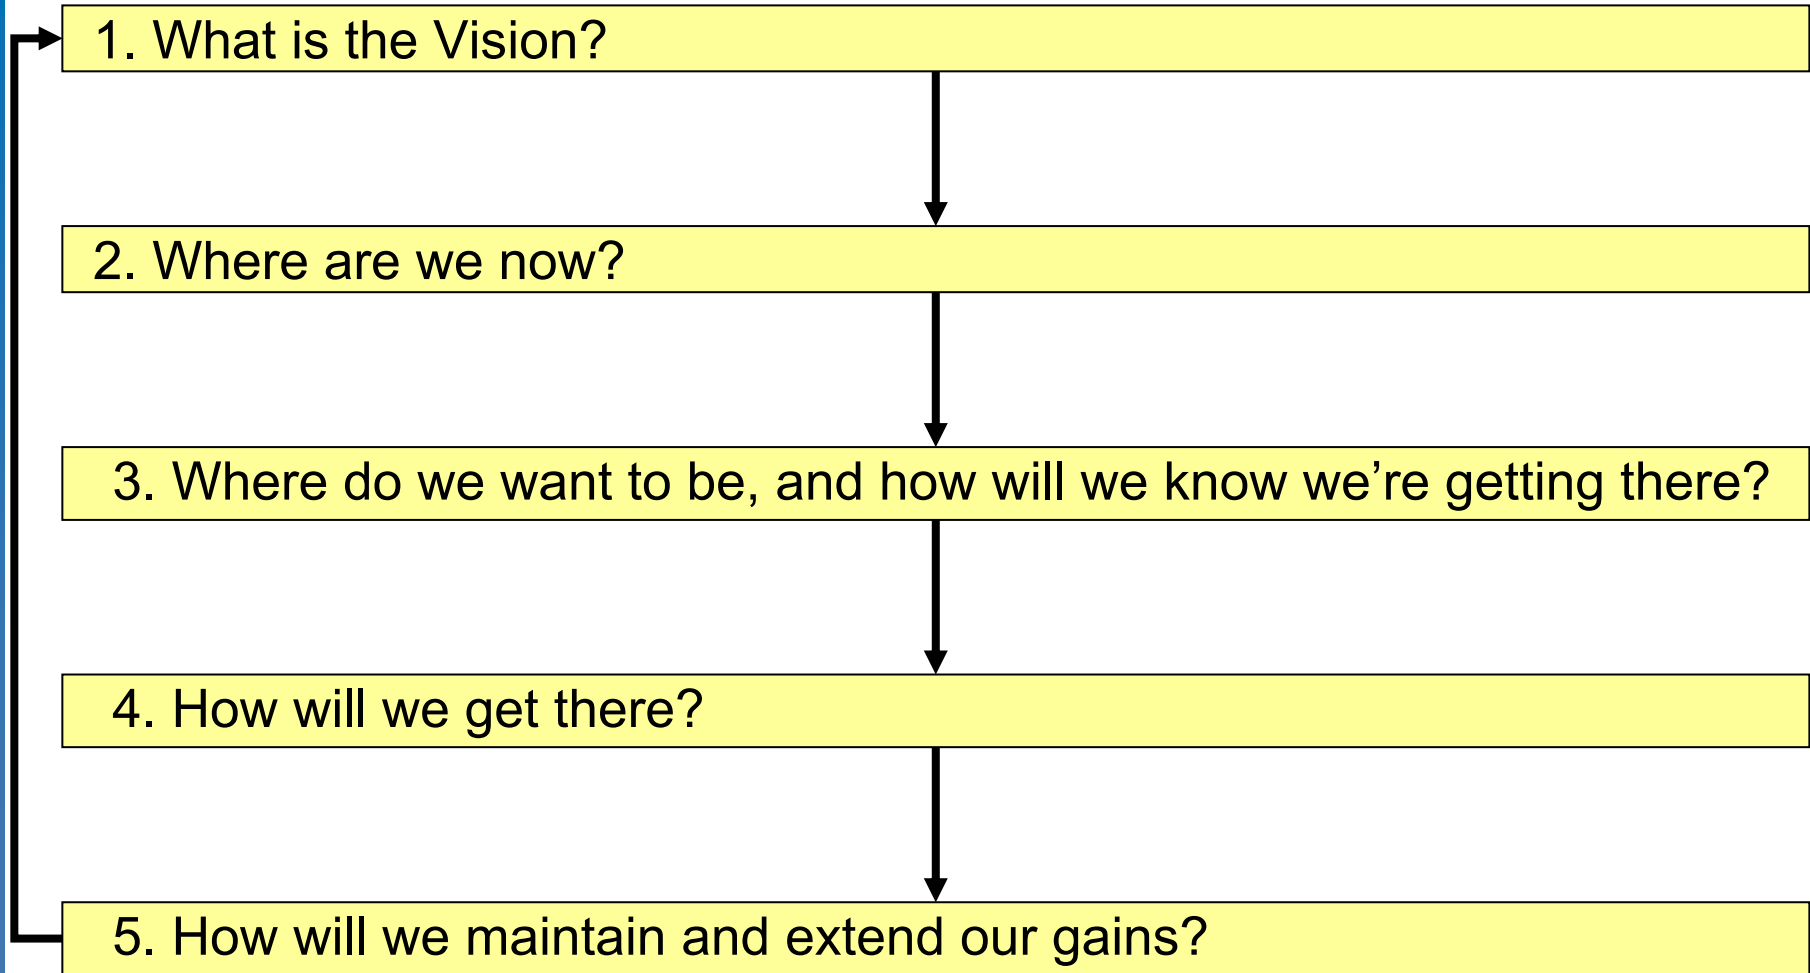 1. What is the Vision?
2. Where are we now?
3. Where do we want to be, and how will we know we’re getting there?
4. How will we get there?
5. How will we maintain and extend our gains?